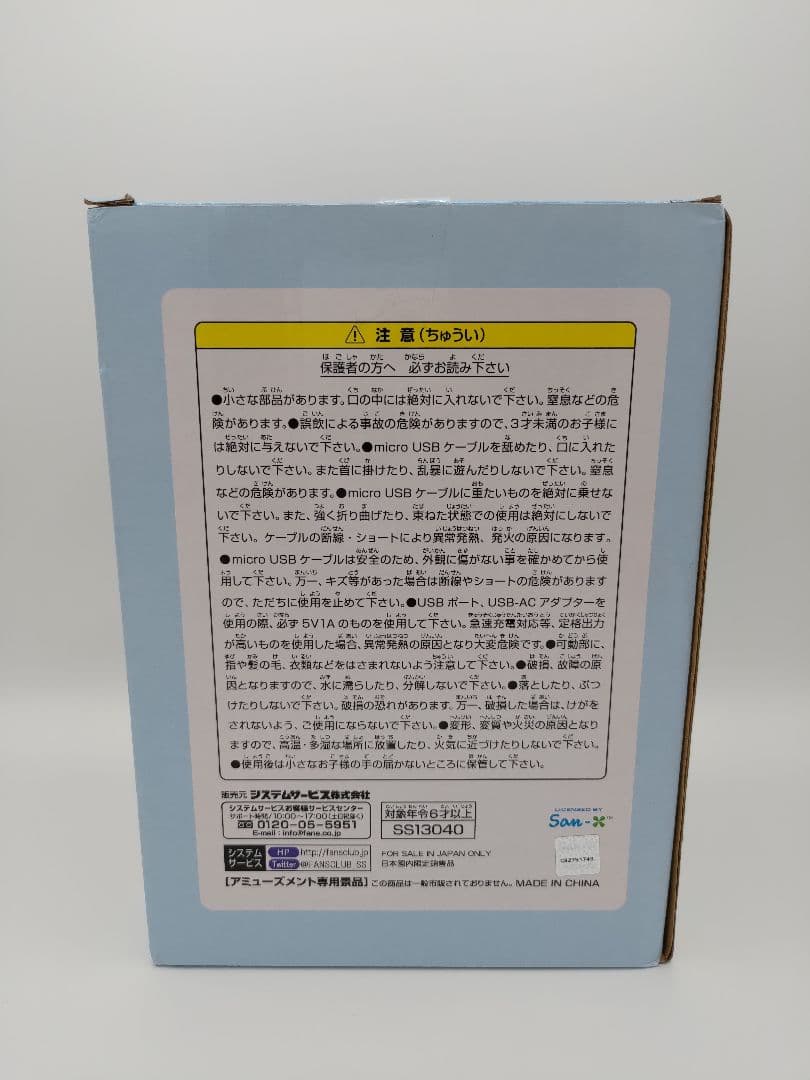 注意(ちゅうい)
保護者の方へ 必ずお読み下さい
●小さな部品があります。口の中には絶対に入れないで下さい。窒息などの危
険があります。●誤飲による事故の危険がありますので、3才未満のお子様に
は絶対に与えないで下さい。●micro USBケーブルを舐めたり、口に入れた
りしないで下さい。また首に掛けたり、乱暴に遊んだりしないで下さい。窒息
などの危険があります。●micro USBケーブルに重たいものを絶対に乗せな
いで下さい。また、強く折り曲げたり、束ねた状態での使用は絶対にしないで
下さい。ケーブルの断線・ショートにより異常発熱、発火の原因になります。
●micro USBケーブルは安全のため、外観に傷がない事を確かめてから使
用して下さい。万一、キズ等があった場合は断線やショートの危険があります
ので、ただちに使用を止めて下さい。●USBポート、USB-ACアダプターを
使用の際、必ず5V1Aのものを使用して下さい。急速充電対応等、定格出力
が高いものを使用した場合、異常発熱の原因となり大変危険です。●可動部に、
指や髪の毛、衣類などをはさまれないよう注意して下さい。●破損、故障の原
因となりますので、水に濡らしたり、分解しないで下さい。●落としたり、ぶつ
けたりしないで下さい。破損の恐れがあります。万一、破損した場合は、けがを
されないよう、ご使用にならないで下さい。●変形、変質や火災の原因となり
ますので、高温・多湿な場所に放置したり、火気に近づけたりしないで下さい。
●使用後は小さなお子様の手の届かないところに保管して下さい。
販売元 システムサービス株式会社
システムサービスお客様サービスセンター
サポート時間/10:00~17:00(土日祝除く)
0120-05-5951
E-mail : info@fane.co.jp
対象年令6才以上
SS13040
LICENSED BY
San-X™
システム
サービス
HP http://fansclub.jp
Twitter @FANSCLUB_SS
FOR SALE IN JAPAN ONLY
日本国内限定販売品
【アミューズメント専用景品】この商品は一般市販されておりません。MADE IN CHINA